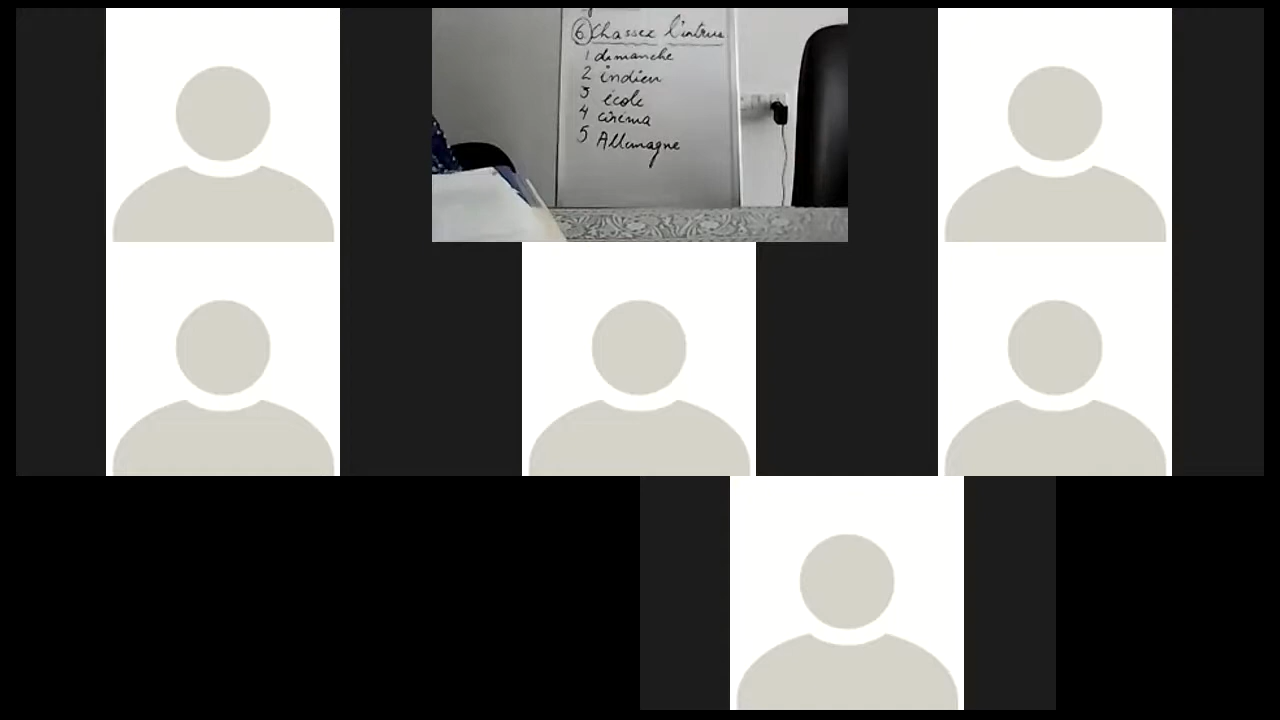 6 Chassez l'intrus
1 dimanche
2 indien
3 école
4 cinema
5 Allemagne